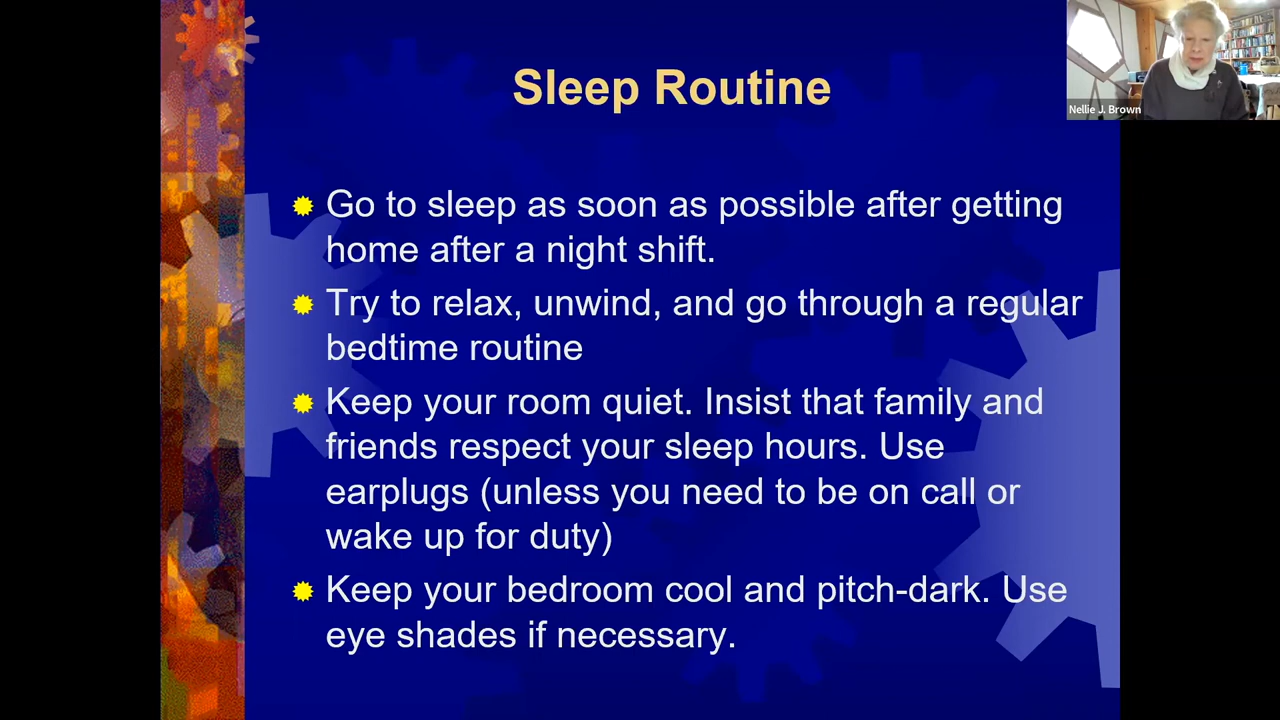 Sleep Routine
Nellie J. Brown
Go to sleep as soon as possible after getting
home after a night shift.
Try to relax, unwind, and go through a regular
bedtime routine
Keep your room quiet. Insist that family and
friends respect your sleep hours. Use
earplugs (unless you need to be on call or
wake up for duty)
Keep your bedroom cool and pitch-dark. Use
eye shades if necessary.